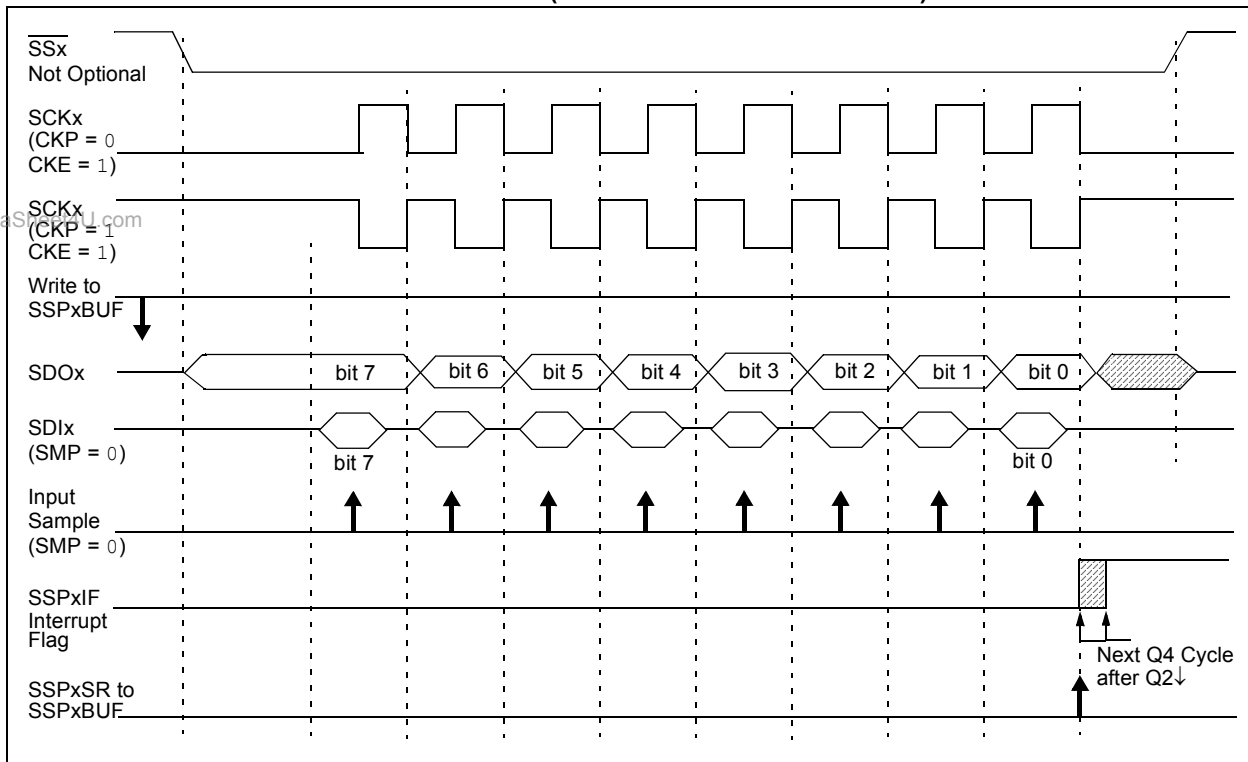 SSx
Not Optional
SCKx
(CKP = 0
CKE = 1)
SCKx
aSheet4U.com
(CKP = 1
CKE = 1)
Write to
SSPxBUF
SDOx
bit 7 bit 6 bit 5 bit 4 bit 3 bit 2 bit 1 bit 0
SDIx
(SMP = 0)
bit 7 bit 0
Input
Sample
(SMP = 0)
SSPxIF
Interrupt
Flag
Next Q4 Cycle
after Q2↓
SSPxSR to
SSPxBUF